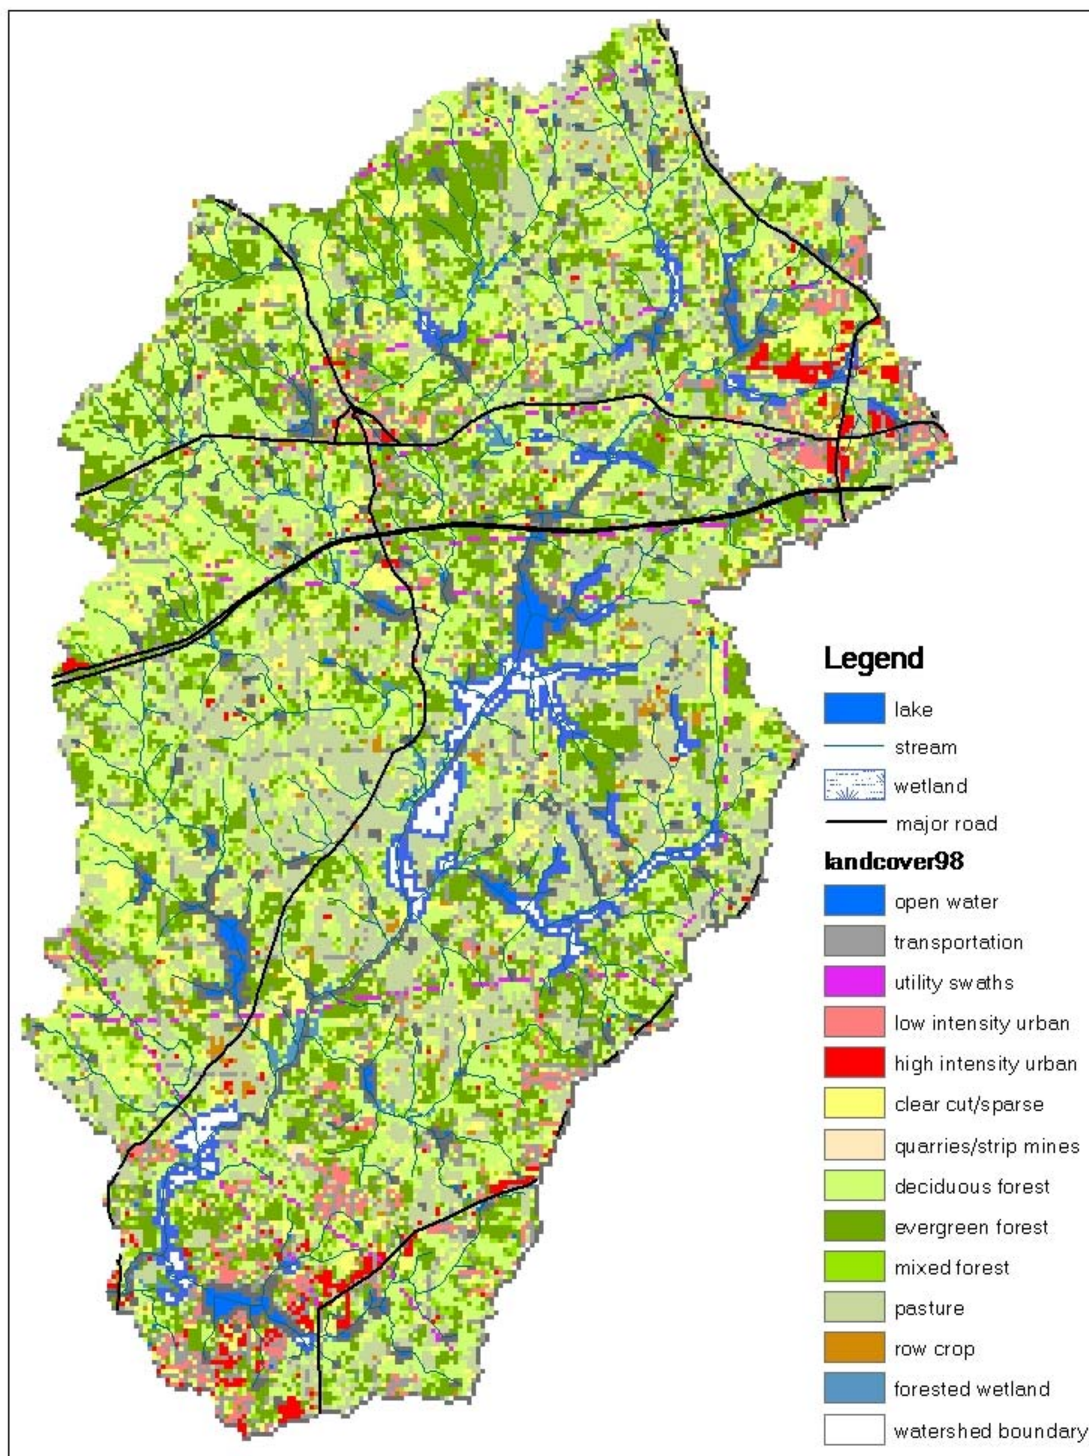 Legend
lake
stream
wetland
major road
landcover98
open water
transportation
utility swaths
low intensity urban
high intensity urban
clear cut/sparse
quarries/strip mines
deciduous forest
evergreen forest
mixed forest
pasture
row crop
forested wetland
watershed boundary